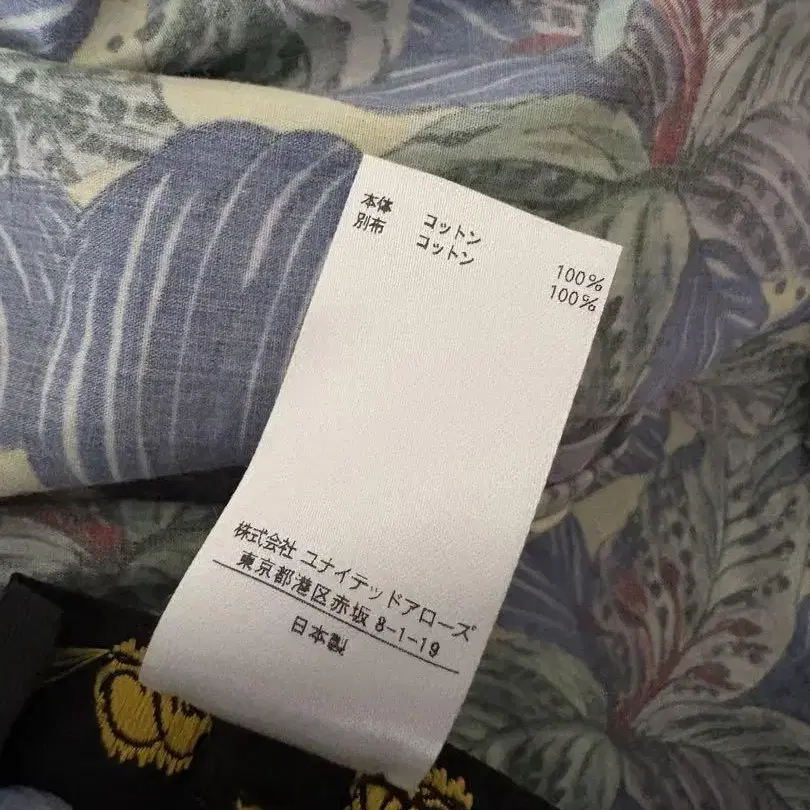 本体 コットン 100%
別布 コットン 100%
株式会社 ユナイテッドアローズ
東京都港区赤坂 8-1-19
日本製